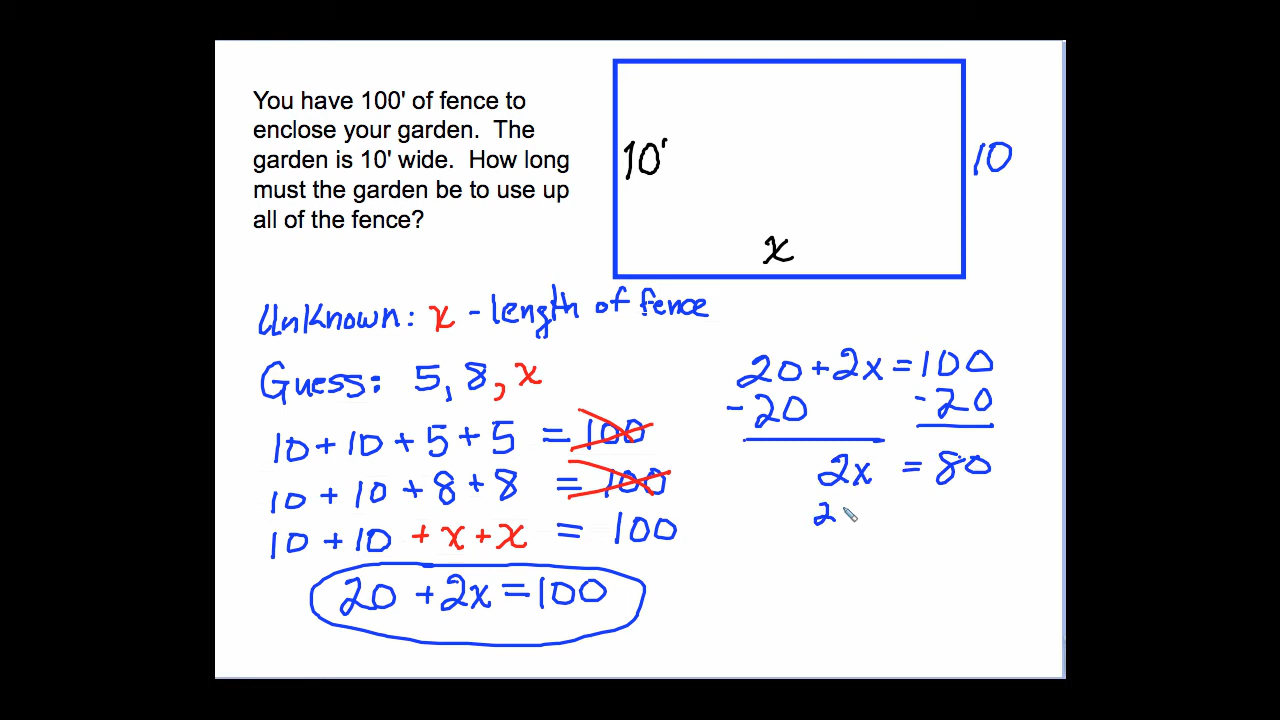 You have 100' of fence to
enclose your garden. The
garden is 10' wide. How long
must the garden be to use up
all of the fence?
10'
10
x
Unknown: x - length of fence
Guess: 5, 8, x
10 + 10 + 5 + 5 = 100
10 + 10 + 8 + 8 = 100
10 + 10 + x + x = 100
20 + 2x = 100
20 + 2x = 100
- 20 - 20
2x = 80
2